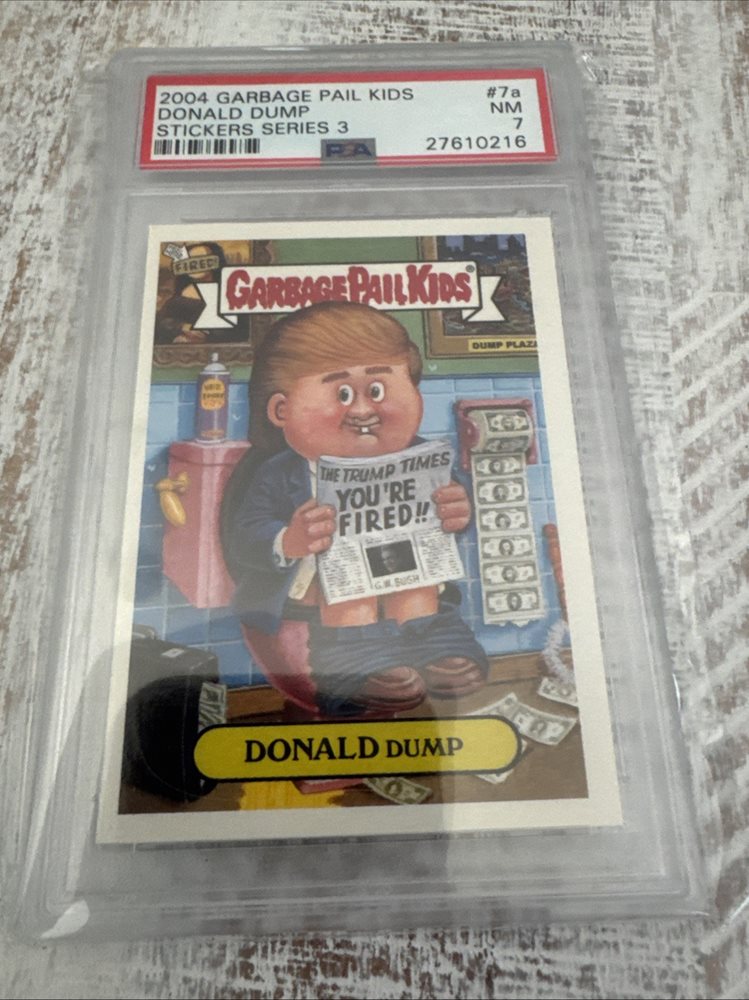 2004 GARBAGE PAIL KIDS #7a
DONALD DUMP NM
STICKERS SERIES 3 7
PSA 27610216
FIRED!
GARBAGE PAIL KIDS®
DUMP PLAZA
THE TRUMP TIMES
YOU'RE
FIRED!!
G.W. BUSH
DONALD DUMP